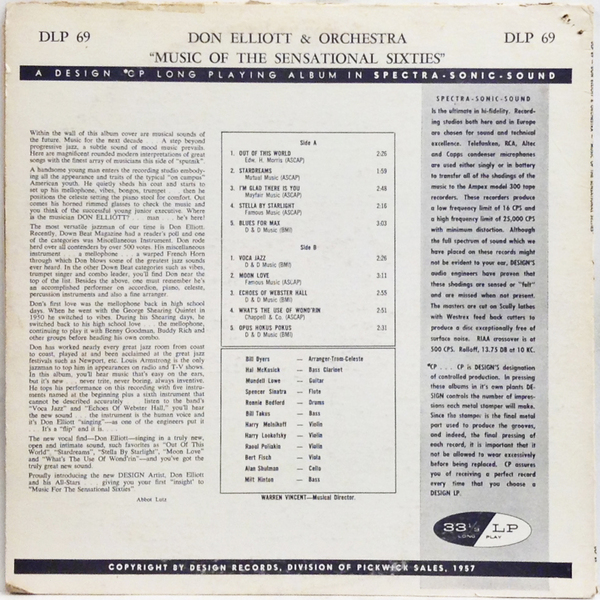 DLP 69
DON ELLIOTT & ORCHESTRA
DLP 69
"MUSIC OF THE SENSATIONAL SIXTIES"
A DESIGN °CP LONG PLAYING ALBUM IN SPECTRA-SONIC-SOUND
Within the wall of this album cover are musical sounds of
the future. Music for the next decade . . . A step beyond
progressive jazz, a subtle sound of mood music prevails.
Here are magnificent rounded modern interpretations of great
songs with the finest array of musicians this side of "spunik".
A handsome young man enters the recording studio embody-
ing all the appearance and traits of the typical "on campus"
American youth. He quietly sheds his coat and starts to
set up his mellophone, vibes, bongos, trumpet . . . then he
positions the celeste setting the piano stool for comfort. Out
comes his horned rimmed glasses to check the music and
you think of the successful young junior executive. Where
is the musician DON ELLIOTT? . . . man . . . he's here!
The most versatile jazzman of our time is Don Elliott.
Recently, Down Beat Magazine had a reader's poll and one
of the categories was Miscellaneous Instrument. Don rode
herd over all contenders by over 500 votes. His miscellaneous
instrument . . . a mellophone . . . a warped French Horn
through which Don blows some of the greatest jazz sounds
ever heard. In the other Down Beat categories such as vibes,
trumpet singer and combo leader, you'll find Don near the
top of the list. Besides the above, one must remember he's
an accomplished performer on accordion, piano, celeste,
percussion instruments and also a fine arranger.
Don's first love was the mellophone back in high school
days. When he went with the George Shearing Quintet in
1950 he switched to vibes. During his Shearing days, he
switched back to his high school love . . . the mellophone,
continuing to play it with Benny Goodman, Buddy Rich and
other groups before heading his own combo.
Don has worked nearly every great jazz room from coast
to coast, played at and been acclaimed at the great jazz
festivals such as Newport, etc. Louis Armstrong is the only
jazzman to top him in appearances on radio and T-V shows.
In this album, you'll hear music that's easy on the ears,
but it's new . . . never trite, never boring, always inventive.
He tops his performance on this recording with five instru-
ments named at the beginning plus a sixth instrument that
cannot be described accurately . . . listen to the band's
"Voca Jazz" and "Echoes Of Webster Hall," you'll hear
the new sound . . . the instrument is the human voice and
it's Don Elliott "singing"—as one of the engineers put it
. . . It's a "flip" and it is. . . .
The new vocal find—Don Elliott—singing in a truly new,
open and intimate sound, such favorites as "Out Of This
World", "Stardreams", "Stella By Starlight", "Moon Love"
and "What's The Use Of Wond'rin"—and you've got the
truly great new sound.
Proudly introducing the new DESIGN Artist, Don Elliott
and his All-Stars . . . giving you your first "insight" to
"Music For The Sensational Sixties".
Abbot Lutz
Side A
1. OUT OF THIS WORLD 2:26
Edw. H. Morris (ASCAP)
2. STARDREAMS 1:59
Mutual Music (ASCAP)
3. I'M GLAD THERE IS YOU 2:48
Mayfair Music (ASCAP)
4. STELLA BY STARLIGHT 2:16
Famous Music (ASCAP)
5. BLUES FOR MAX 3:03
D & D Music (BMI)
Side B
1. VOCA JAZZ 2:26
D & D Music (BMI)
2. MOON LOVE 3:11
Famous Music (ASCAP)
3. ECHOES OF WEBSTER HALL 2:55
D & D Music (BMI)
4. WHAT'S THE USE OF WOND'RIN 2:51
Chappell & Co. (ASCAP)
5. OPUS HOKUS POKUS 2:31
D & D Music (BMI)
Bill Byers — Arranger-Trom-Celeste
Hal McKusick — Bass Clarinet
Mundell Lowe — Guitar
Spencer Sinatra — Flute
Ronnie Bedford — Drums
Bill Takus — Bass
Harry Melnikoff — Violin
Harry Lookofsky — Violin
Raoul Poliakin — Violin
Bert Fisch — Viola
Alan Shulman — Cello
Milt Hinton — Bass
WARREN VINCENT—Musical Director.
SPECTRA-SONIC-SOUND
Is the ultimate in hi-fidelity. Record-
ing studios both here and in Europe
are chosen for sound and technical
excellence. Telefunken, RCA, Altec
and Capps condenser microphones
are used either singly or in battery
to transfer all of the shadings of the
music to the Ampex model 300 tape
recorders. These recorders produce
a low frequency limit of 16 CPS and
a high frequency limit of 25,000 CPS
with minimum distortion. Although
the full spectrum of sound which we
have placed on these records might
not be evident to your ear, DESIGN'S
audio engineers have proven that
these shadings are sensed or "felt"
and are missed when not present.
The masters are cut on Scully lathes
with Westrex feed back cutters to
produce a disc exceptionally free of
surface noise. RIAA crossover is at
500 CPS. Rolloff, 13.75 DB at 10 KC.
°CP . . . CP is DESIGN'S designation
of controlled production. In pressing
these albums in it's own plants DE-
SIGN controls the number of impres-
sions each metal stamper will make.
Since the stamper is the final metal
part used to produce the grooves,
and indeed, the final pressing of
each record, it is important that it
not be allowed to wear excessively
before being replaced. CP assures
you of receiving a perfect record
every time that you choose a
DESIGN LP.
33⅓ LP
LONG PLAY
COPYRIGHT BY DESIGN RECORDS, DIVISION OF PICKWICK SALES, 1957